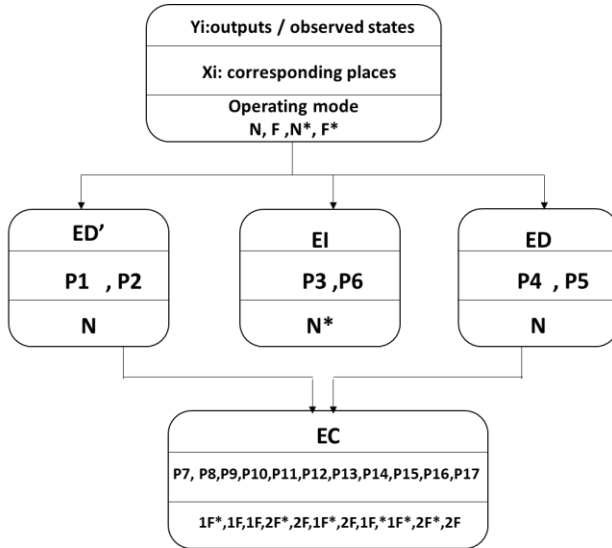 Yi:outputs / observed states
Xi: corresponding places
Operating mode
N, F ,N*, F*
ED’
P1 , P2
N
EI
P3 ,P6
N*
ED
P4 , P5
N
EC
P7, P8,P9,P10,P11,P12,P13,P14,P15,P16,P17
1F*,1F,1F,2F*,2F,1F*,2F,1F,*1F*,2F*,2F